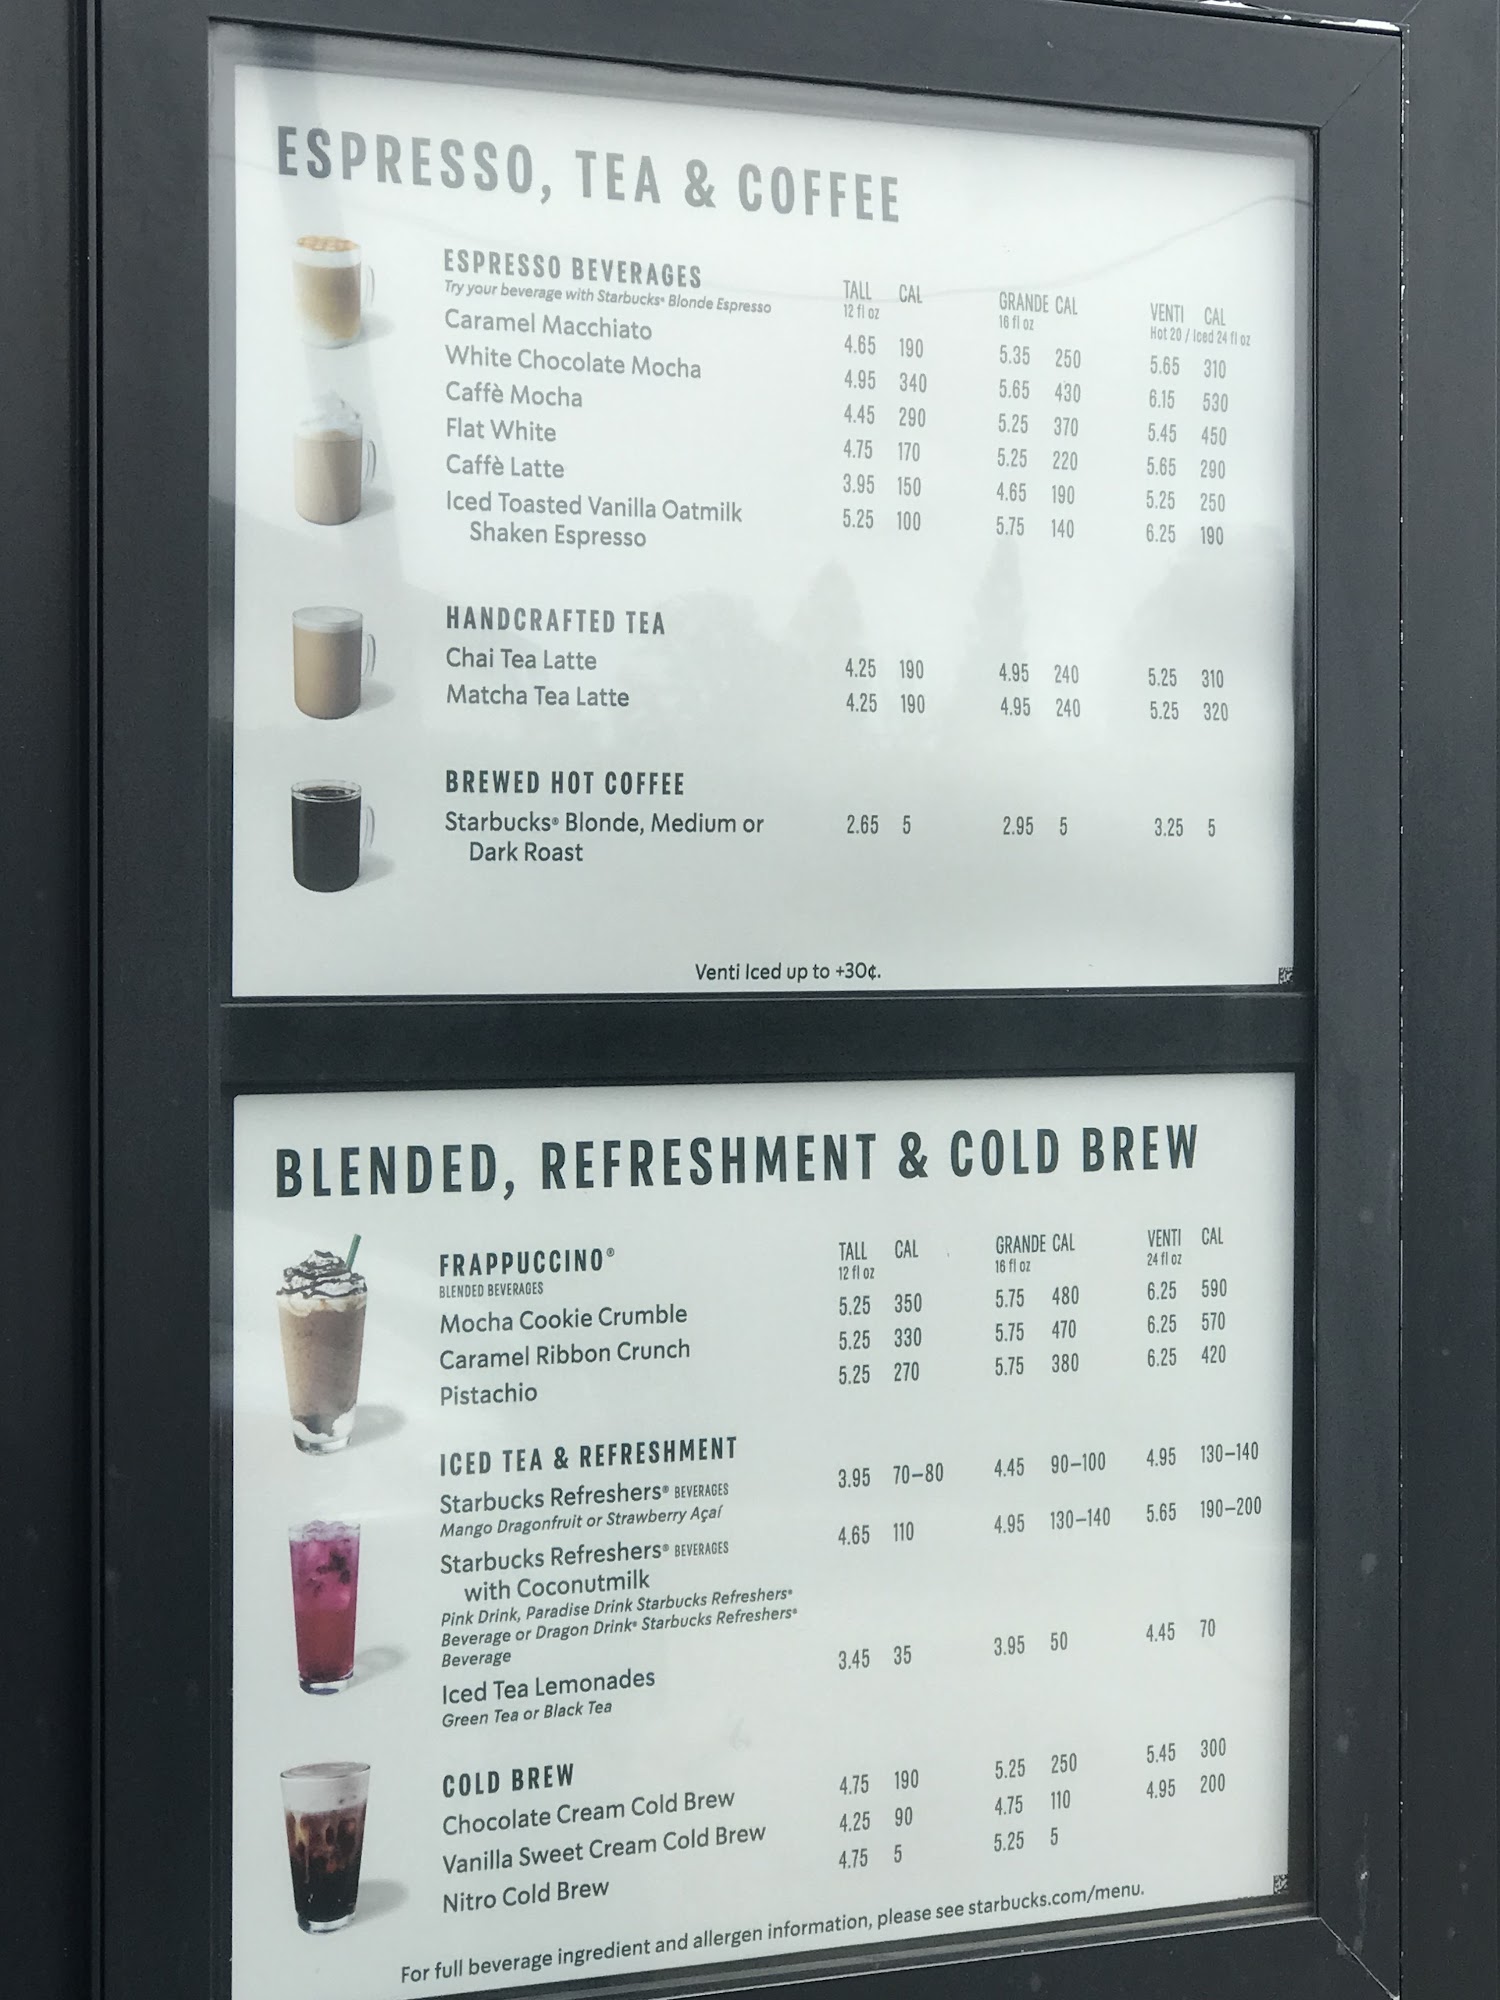 ESPRESSO, TEA & COFFEE
ESPRESSO BEVERAGES TALL CAL GRANDE CAL VENTI CAL
Try your beverage with Starbucks® Blonde Espresso 12 fl oz 16 fl oz Hot 20 / Iced 24 fl oz
Caramel Macchiato 4.65 190 5.35 250 5.65 310
White Chocolate Mocha 4.95 340 5.65 430 6.15 530
Caffè Mocha 4.45 290 5.25 370 5.45 450
Flat White 4.75 170 5.25 220 5.65 290
Caffè Latte 3.95 150 4.65 190 5.25 250
Iced Toasted Vanilla Oatmilk 5.25 100 5.75 140 6.25 190
Shaken Espresso
HANDCRAFTED TEA
Chai Tea Latte 4.25 190 4.95 240 5.25 310
Matcha Tea Latte 4.25 190 4.95 240 5.25 320
BREWED HOT COFFEE
Starbucks® Blonde, Medium or 2.65 5 2.95 5 3.25 5
Dark Roast
Venti Iced up to +30¢.
BLENDED, REFRESHMENT & COLD BREW
FRAPPUCCINO® TALL CAL GRANDE CAL VENTI CAL
BLENDED BEVERAGES 12 fl oz 16 fl oz 24 fl oz
Mocha Cookie Crumble 5.25 350 5.75 480 6.25 590
Caramel Ribbon Crunch 5.25 330 5.75 470 6.25 570
Pistachio 5.25 270 5.75 380 6.25 420
ICED TEA & REFRESHMENT
Starbucks Refreshers® BEVERAGES 3.95 70–80 4.45 90–100 4.95 130–140
Mango Dragonfruit or Strawberry Açaí
Starbucks Refreshers® BEVERAGES 4.65 110 4.95 130–140 5.65 190–200
with Coconutmilk
Pink Drink, Paradise Drink Starbucks Refreshers®
Beverage or Dragon Drink® Starbucks Refreshers®
Beverage
Iced Tea Lemonades 3.45 35 3.95 50 4.45 70
Green Tea or Black Tea
COLD BREW
Chocolate Cream Cold Brew 4.75 190 5.25 250 5.45 300
Vanilla Sweet Cream Cold Brew 4.25 90 4.75 110 4.95 200
Nitro Cold Brew 4.75 5 5.25 5
For full beverage ingredient and allergen information, please see starbucks.com/menu.